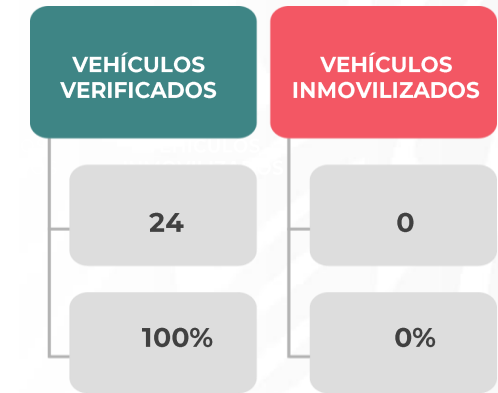 VEHÍCULOS
VERIFICADOS
24
100%
VEHÍCULOS
INMOVILIZADOS
0
0%